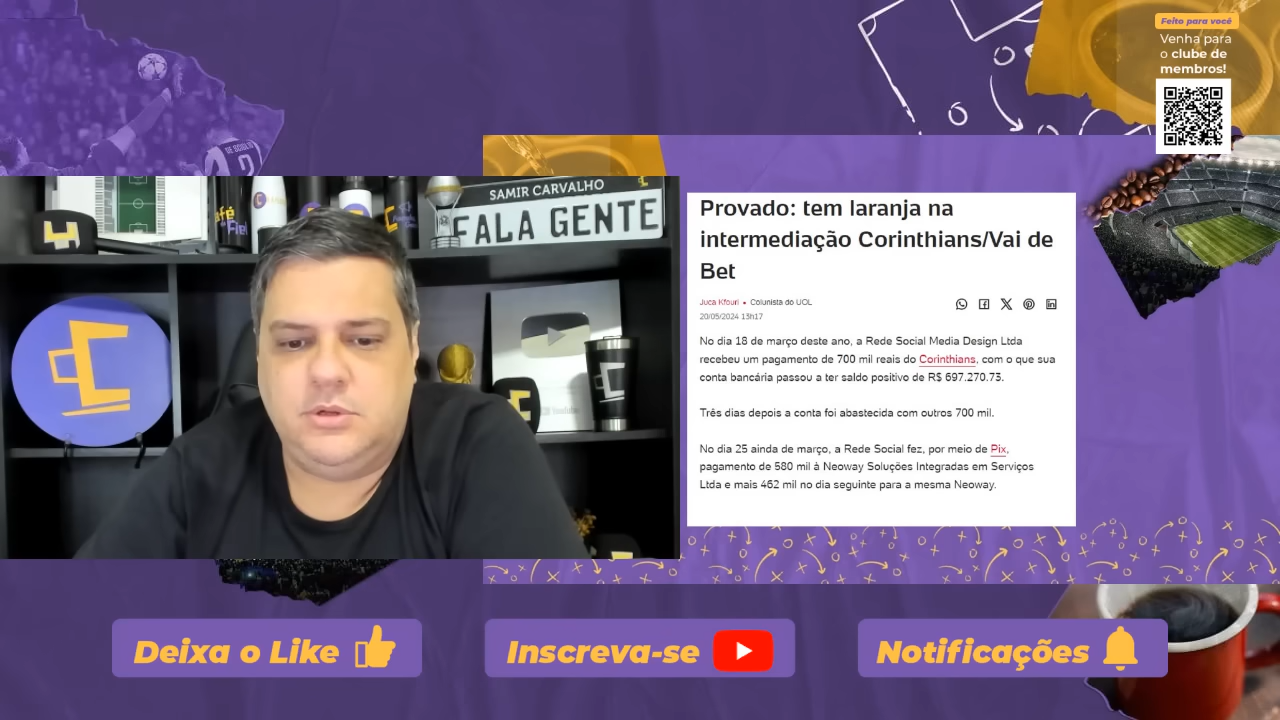 Feito para você
Venha para
o clube de
membros!
DE SCIGLIO
2
SAMIR CARVALHO
FALA GENTE
Provado: tem laranja na
intermediação Corinthians/Vai de
Bet
Juca Kfouri • Colunista do UOL
20/05/2024 13h17
No dia 18 de março deste ano, a Rede Social Media Design Ltda
recebeu um pagamento de 700 mil reais do Corinthians, com o que sua
conta bancária passou a ter saldo positivo de R$ 697.270.73.
Três dias depois a conta foi abastecida com outros 700 mil.
No dia 25 ainda de março, a Rede Social fez, por meio de Pix,
pagamento de 580 mil à Neoway Soluções Integradas em Serviços
Ltda e mais 462 mil no dia seguinte para a mesma Neoway.
Deixa o Like
Inscreva-se
Notificações